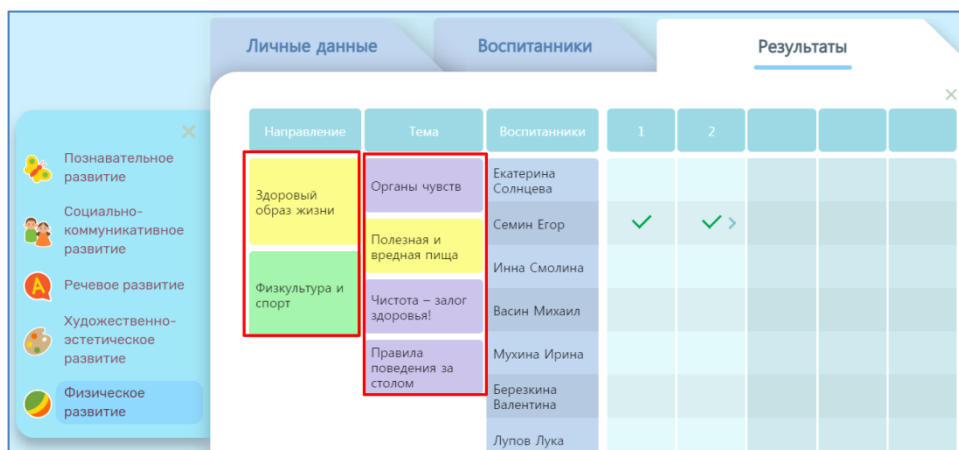 Личные данные
Воспитанники
Результаты
Познавательное
развитие
Социально-
коммуникативное
развитие
Речевое развитие
Художественно-
эстетическое
развитие
Физическое
развитие
Направление
Тема
Воспитанники
1
2
Здоровый
образ жизни
Физкультура и
спорт
Органы чувств
Полезная и
вредная пища
Чистота – залог
здоровья!
Правила
поведения за
столом
Екатерина
Солнцева
Семин Егор
Инна Смолина
Васин Михаил
Мухина Ирина
Березкина
Валентина
Лупов Лука